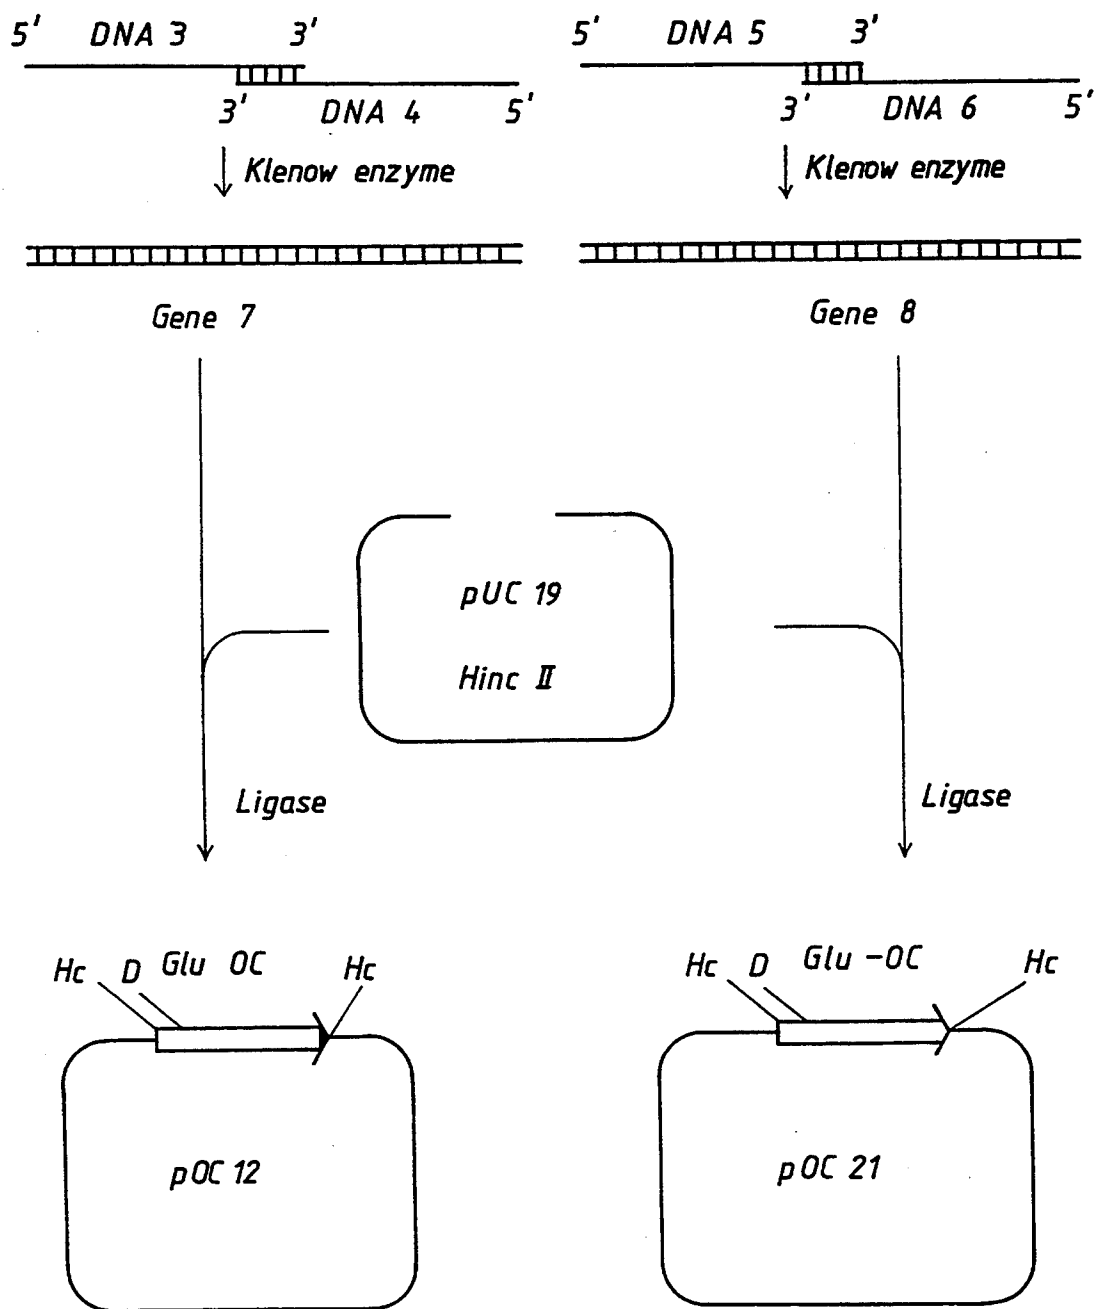 5' DNA 3 3'
3' DNA 4 5'
Klenow enzyme
Gene 7
5' DNA 5 3'
3' DNA 6 5'
Klenow enzyme
Gene 8
pUC 19
Hinc II
Ligase
Ligase
Hc D Glu OC Hc
pOC 12
Hc D Glu -OC Hc
pOC 21